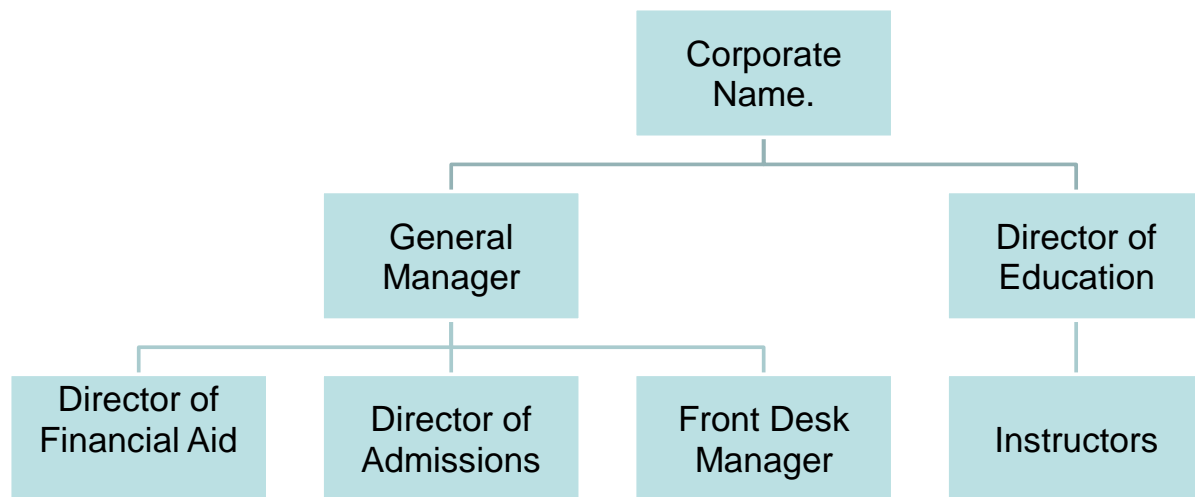 Corporate
Name.
General
Manager
Director of
Education
Director of
Financial Aid
Director of
Admissions
Front Desk
Manager
Instructors